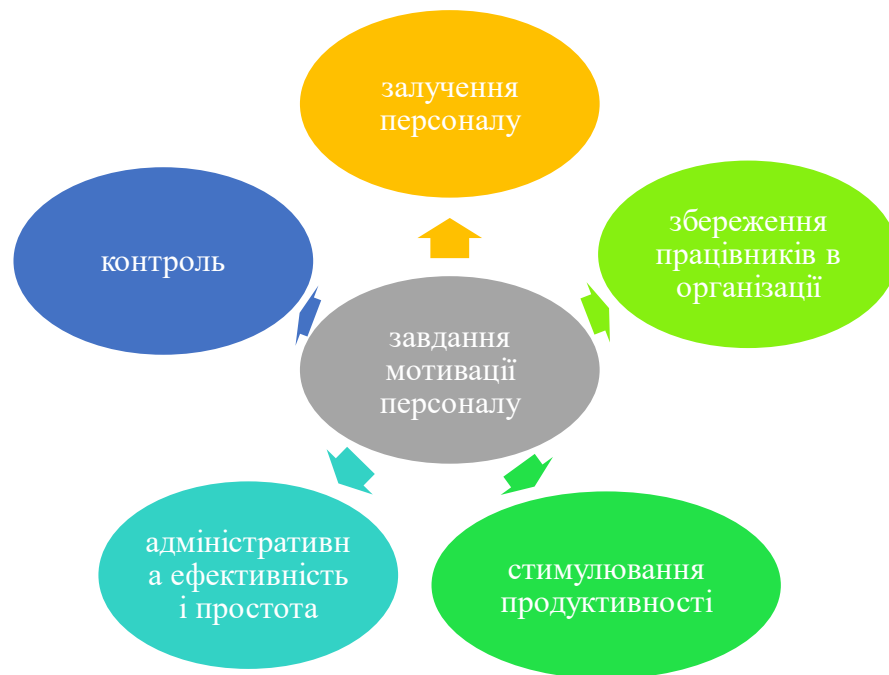 залучення
персоналу
збереження
працівників в
організації
контроль
завдання
мотивації
персоналу
адміністративн
а ефективність
і простота
стимулювання
продуктивності